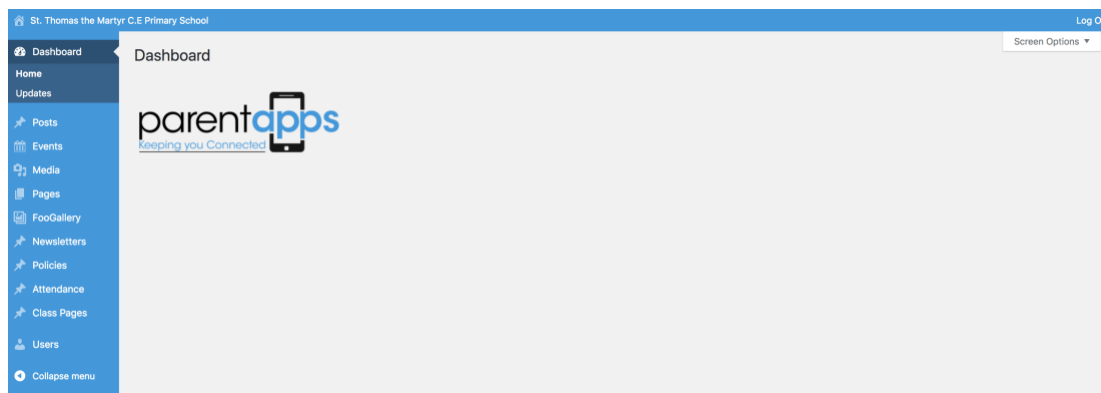 St. Thomas the Martyr C.E Primary School
Log O
Screen Options
Dashboard
Home
Updates
Posts
Events
Media
Pages
FooGallery
Newsletters
Policies
Attendance
Class Pages
Users
Collapse menu
Dashboard
parentapps
Keeping you Connected